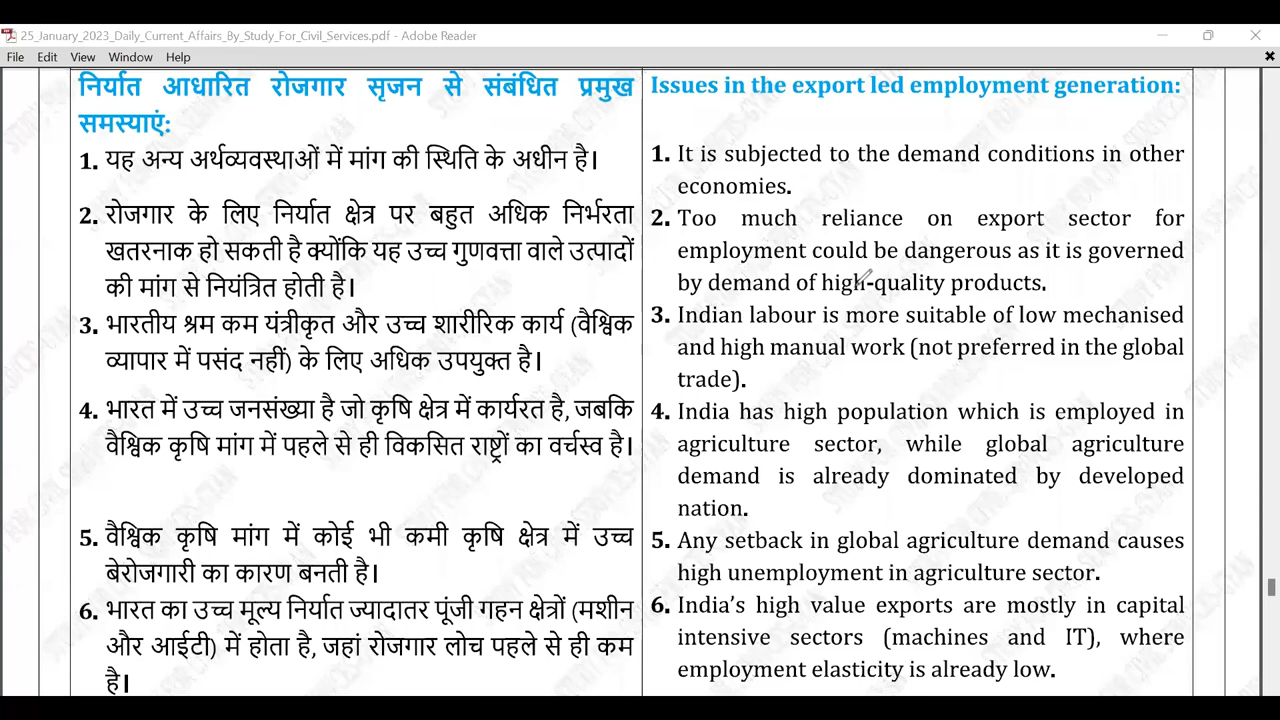 25_January_2023_Daily_Current_Affairs_By_Study_For_Civil_Services.pdf - Adobe Reader
File Edit View Window Help
निर्यात आधारित रोजगार सृजन से संबंधित प्रमुख
समस्याएं:
1. यह अन्य अर्थव्यवस्थाओं में मांग की स्थिति के अधीन है।
2. रोजगार के लिए निर्यात क्षेत्र पर बहुत अधिक निर्भरता
खतरनाक हो सकती है क्योंकि यह उच्च गुणवत्ता वाले उत्पादों
की मांग से नियंत्रित होती है।
3. भारतीय श्रम कम यंत्रीकृत और उच्च शारीरिक कार्य (वैश्विक
व्यापार में पसंद नहीं) के लिए अधिक उपयुक्त है।
4. भारत में उच्च जनसंख्या है जो कृषि क्षेत्र में कार्यरत है, जबकि
वैश्विक कृषि मांग में पहले से ही विकसित राष्ट्रों का वर्चस्व है।
5. वैश्विक कृषि मांग में कोई भी कमी कृषि क्षेत्र में उच्च
बेरोजगारी का कारण बनती है।
6. भारत का उच्च मूल्य निर्यात ज्यादातर पूंजी गहन क्षेत्रों (मशीन
और आईटी) में होता है, जहां रोजगार लोच पहले से ही कम
है।
Issues in the export led employment generation:
1. It is subjected to the demand conditions in other
economies.
2. Too much reliance on export sector for
employment could be dangerous as it is governed
by demand of high-quality products.
3. Indian labour is more suitable of low mechanised
and high manual work (not preferred in the global
trade).
4. India has high population which is employed in
agriculture sector, while global agriculture
demand is already dominated by developed
nation.
5. Any setback in global agriculture demand causes
high unemployment in agriculture sector.
6. India's high value exports are mostly in capital
intensive sectors (machines and IT), where
employment elasticity is already low.